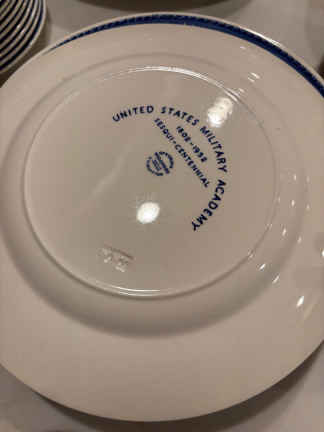 UNITED STATES MILITARY ACADEMY
1802-1952
SESQUI-CENTENNIAL